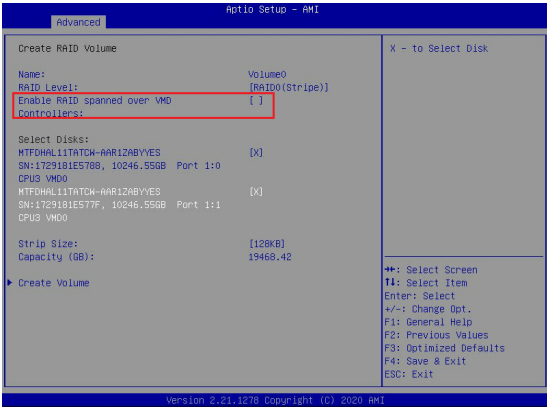 Aptio Setup - AMI
Advanced
Create RAID Volume
X - to Select Disk
Name: Volume0
RAID Level: [RAID0(Stripe)]
Enable RAID spanned over VMD [ ]
Controllers:
Select Disks:
MTFDHAL11TATCW-AAR1ZABYYES [X]
SN:1729181E5788, 10246.55GB Port 1:0
CPU3 VMD0
MTFDHAL11TATCW-AAR1ZABYYES [X]
SN:1729181E577F, 10246.55GB Port 1:1
CPU3 VMD0
Strip Size: [128KB]
Capacity (GB): 19468.42
Create Volume
→←: Select Screen
↑↓: Select Item
Enter: Select
+/-: Change Opt.
F1: General Help
F2: Previous Values
F3: Optimized Defaults
F4: Save & Exit
ESC: Exit
Version 2.21.1278 Copyright (C) 2020 AMI